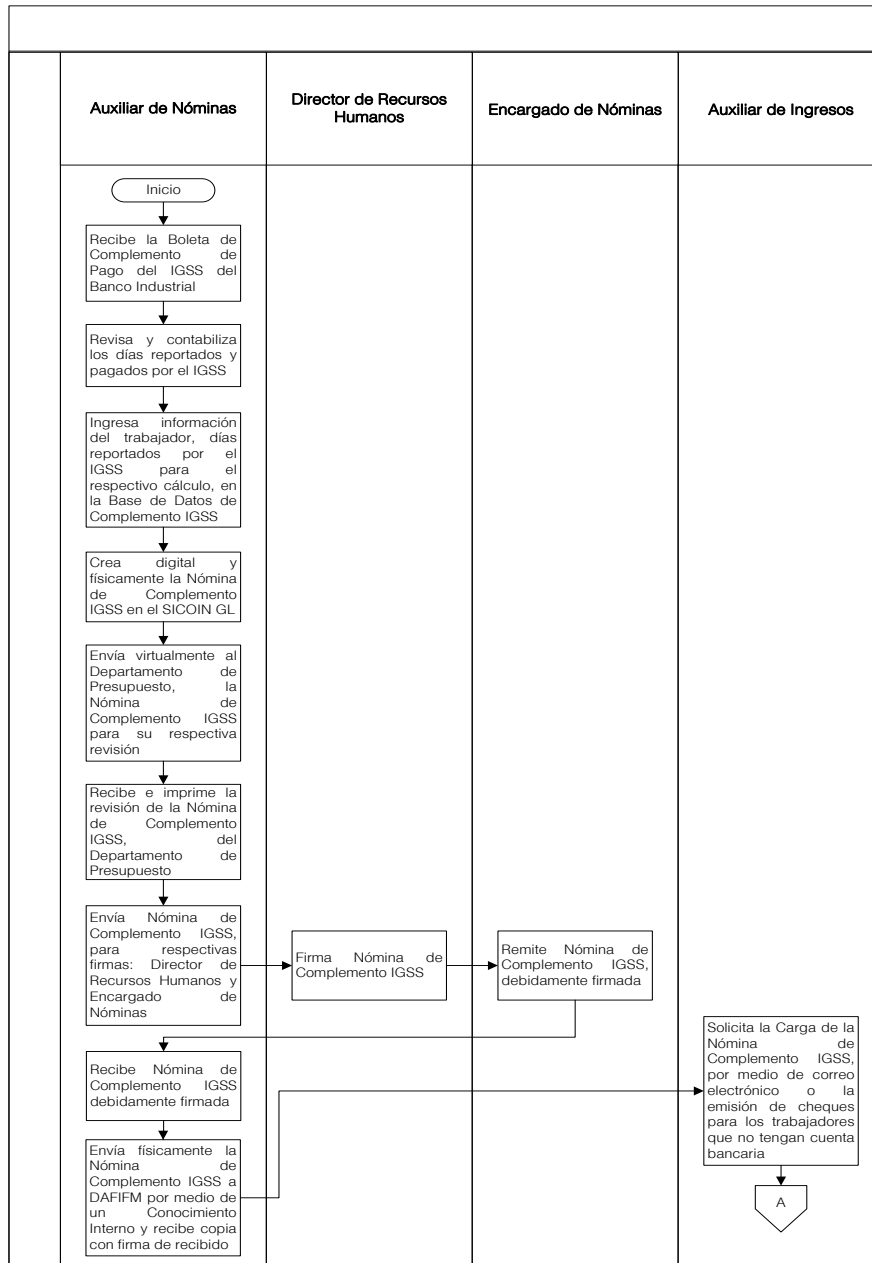 Auxiliar de Nóminas
Director de Recursos
Humanos
Encargado de Nóminas
Auxiliar de Ingresos
Inicio
Recibe la Boleta de
Complemento de
Pago del IGSS del
Banco Industrial
Revisa y contabiliza
los días reportados y
pagados por el IGSS
Ingresa información
del trabajador, días
reportados por el
IGSS para el
respectivo cálculo, en
la Base de Datos de
Complemento IGSS
Crea digital y
físicamente la Nómina
de Complemento
IGSS en el SICOIN GL
Envía virtualmente al
Departamento de
Presupuesto, la
Nómina de
Complemento IGSS
para su respectiva
revisión
Recibe e imprime la
revisión de la Nómina
de Complemento
IGSS, del
Departamento de
Presupuesto
Envía Nómina de
Complemento IGSS,
para respectivas
firmas: Director de
Recursos Humanos y
Encargado de
Nóminas
Firma Nómina de
Complemento IGSS
Remite Nómina de
Complemento IGSS,
debidamente firmada
Recibe Nómina de
Complemento IGSS
debidamente firmada
Envía físicamente la
Nómina de
Complemento IGSS a
DAFIFM por medio de
un Conocimiento
Interno y recibe copia
con firma de recibido
Solicita la Carga de la
Nómina de
Complemento IGSS,
por medio de correo
electrónico o la
emisión de cheques
para los trabajadores
que no tengan cuenta
bancaria
A